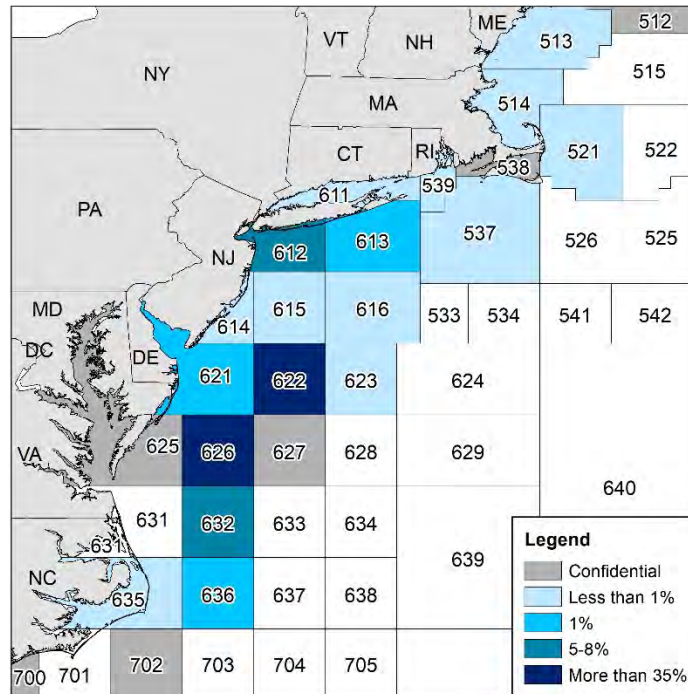 ME
512
VT
NH
513
NY
515
MA
514
CT
RI
521
522
538
539
611
PA
613
537
526
525
NJ
612
MD
615
616
614
533
534
541
542
DC
DE
621
622
623
624
625
626
627
628
629
VA
640
631
632
633
634
631
639
NC
635
636
637
638
700
701
702
703
704
705
Legend
Confidential
Less than 1%
1%
5-8%
More than 35%